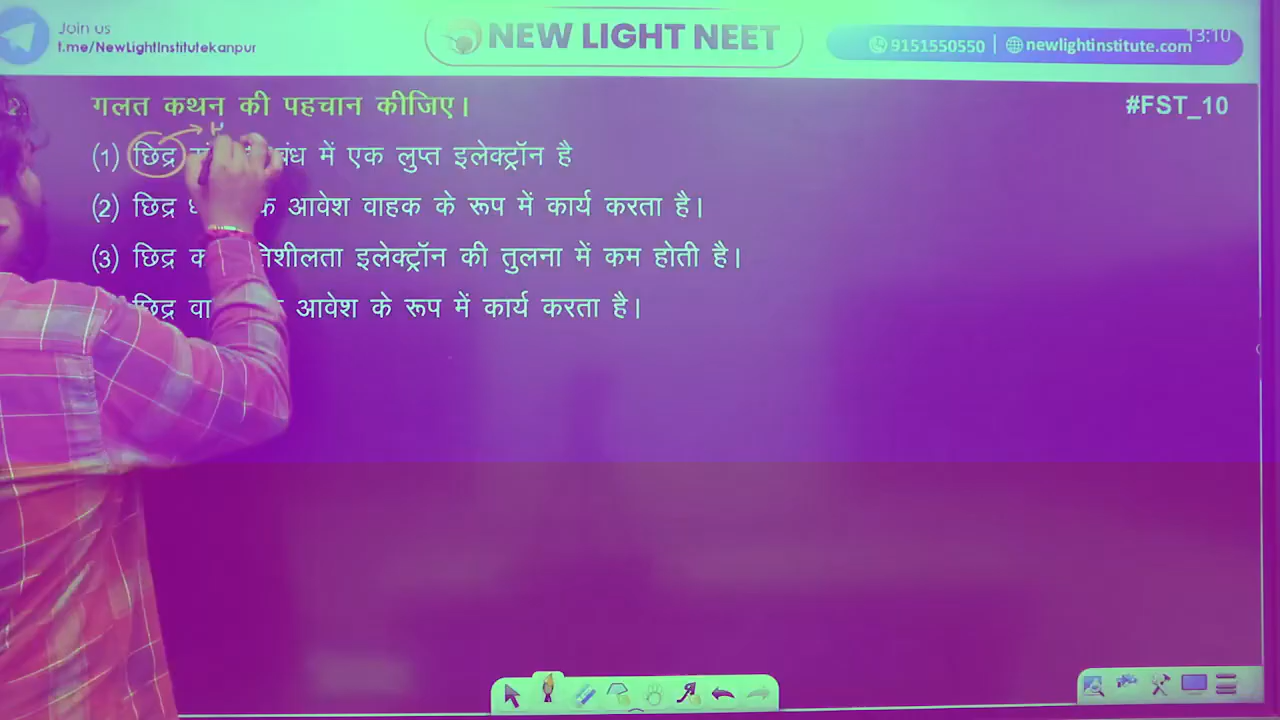 Join us
t.me/NewLightInstitutekanpur
NEW LIGHT NEET
9151550550 | newlightinstitute.com
13:10
गलत कथन की पहचान कीजिए।
#FST_10
(1) छिद्र में एक लुप्त इलेक्ट्रॉन है
(2) छिद्र आवेश वाहक के रूप में कार्य करता है।
(3) छिद्र इलेक्ट्रॉन की तुलना में कम होती है।
छिद्र आवेश के रूप में कार्य करता है।